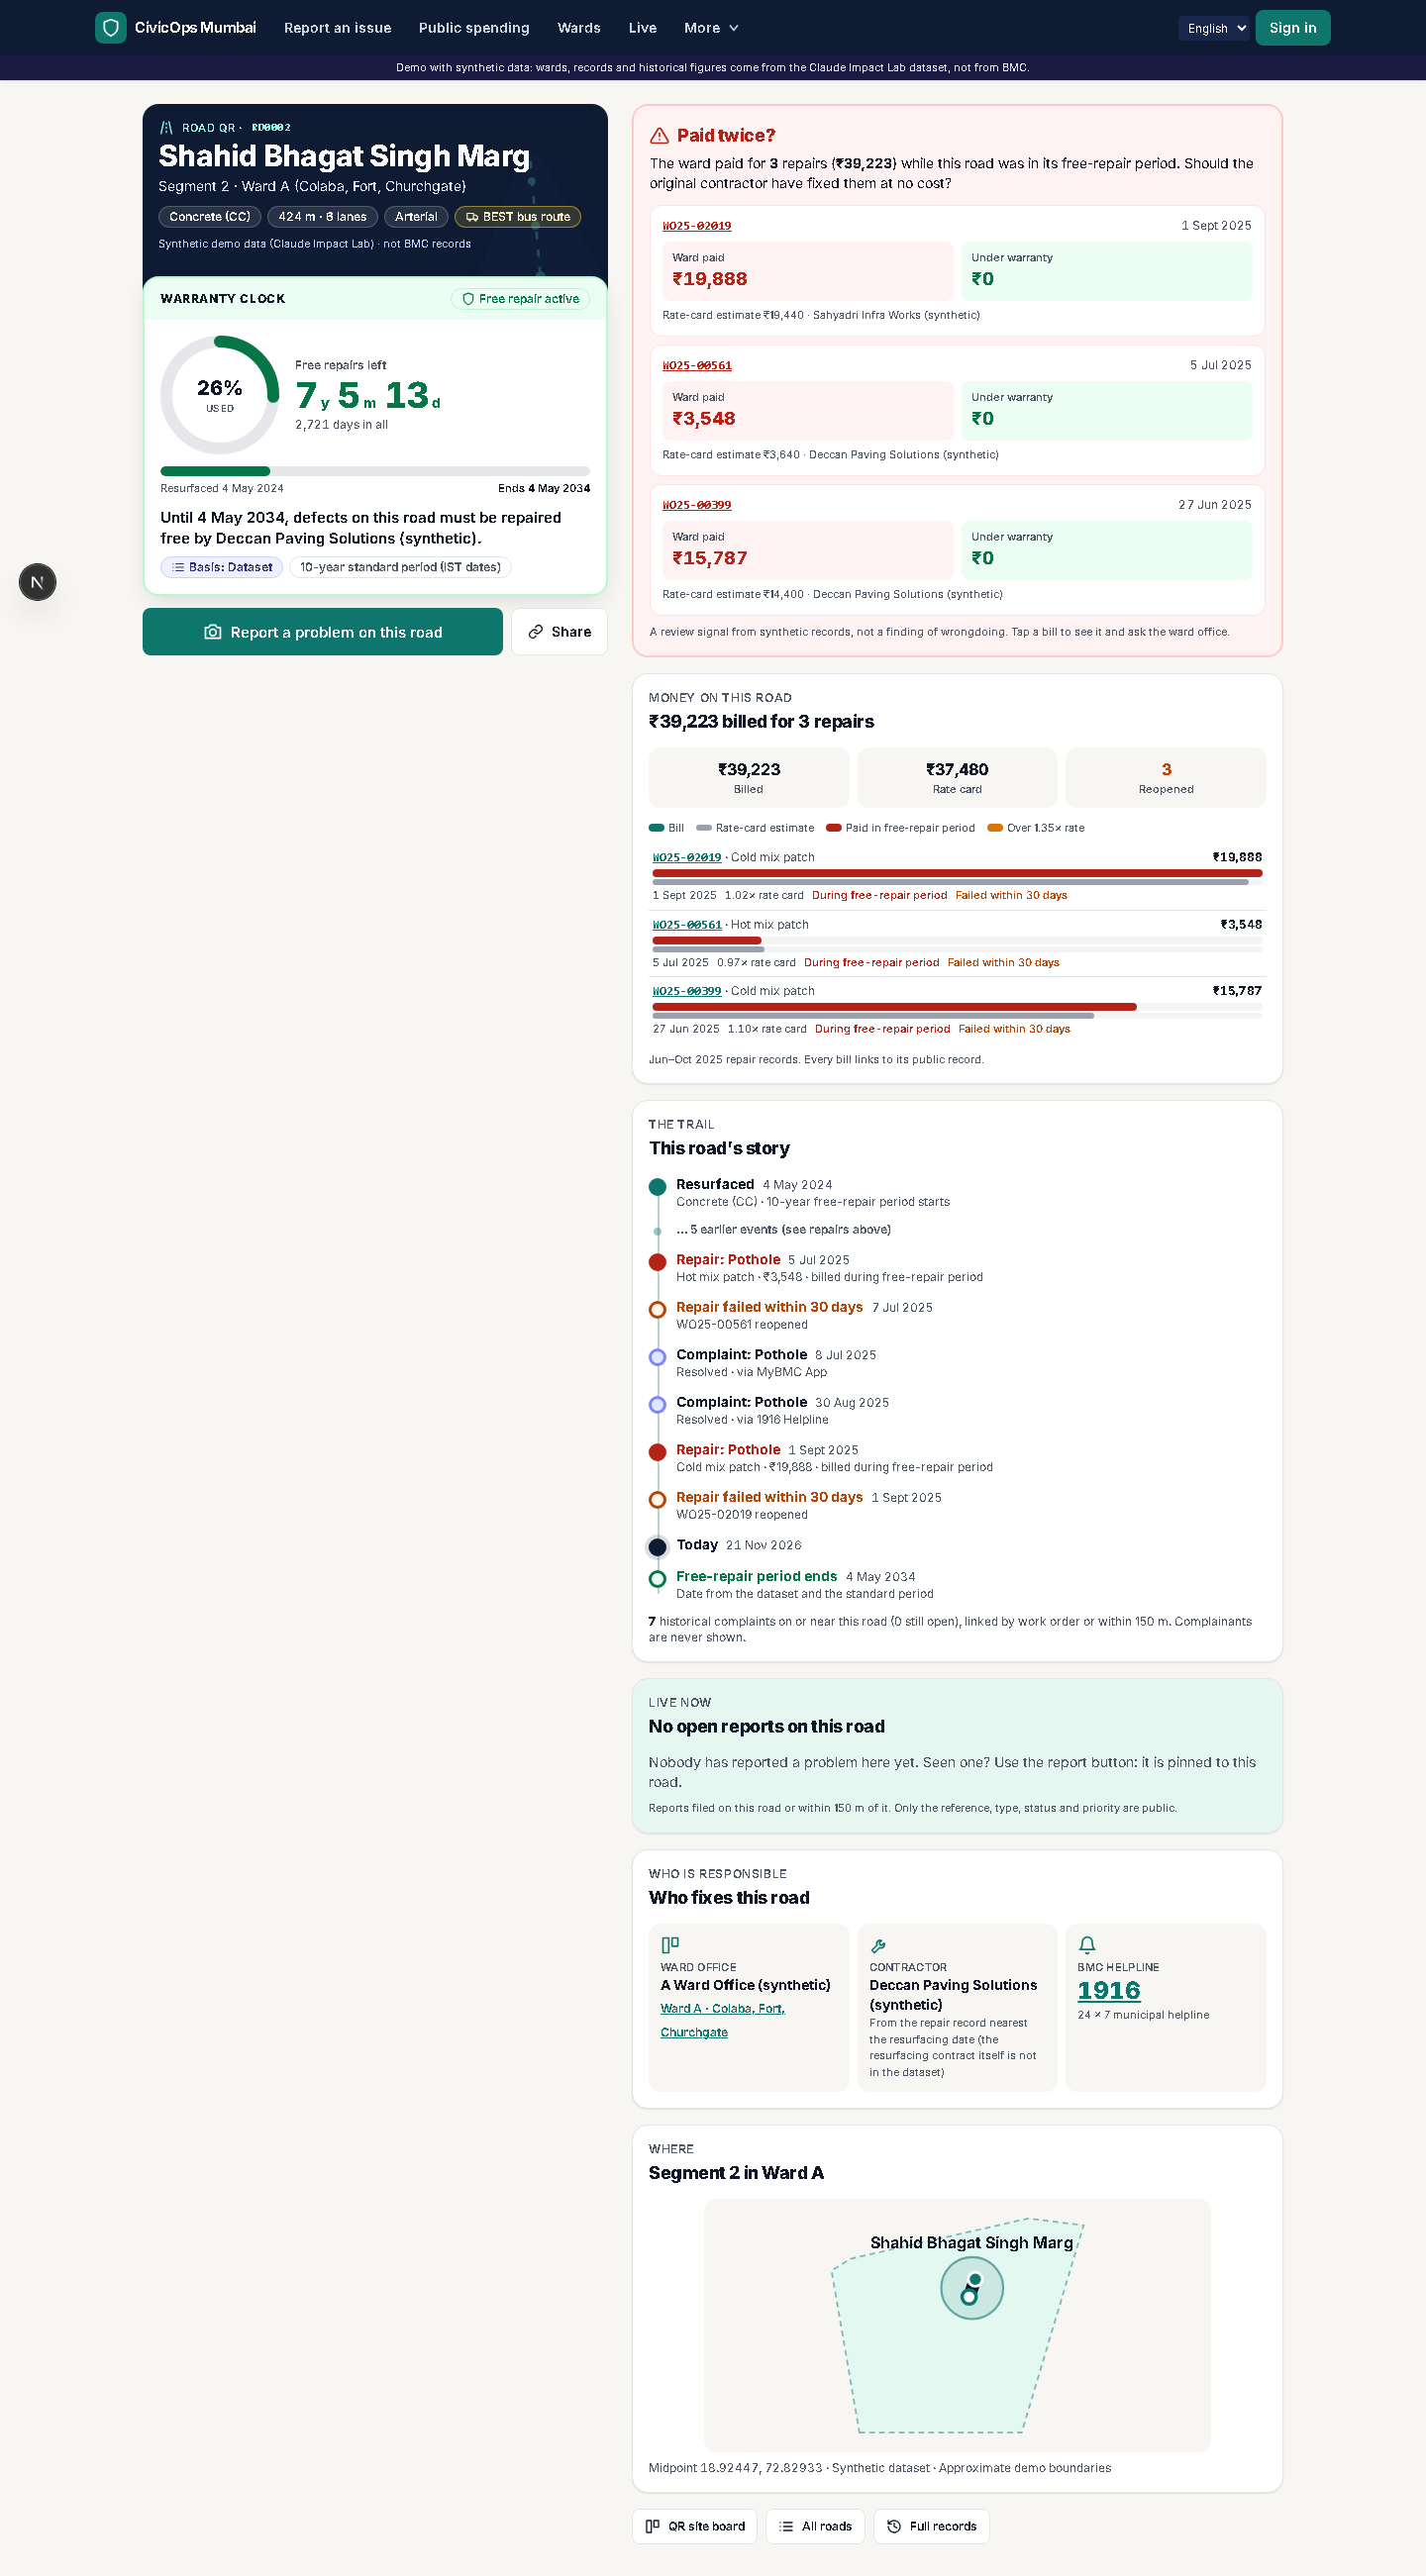 CivicOps Mumbai
Report an issue
Public spending
Wards
Live
More
English
Sign in
Demo with synthetic data: wards, records and historical figures come from the Claude Impact Lab dataset, not from BMC.
ROAD QR · RD0002
Shahid Bhagat Singh Marg
Segment 2 · Ward A (Colaba, Fort, Churchgate)
Concrete (CC)
424 m · 6 lanes
Arterial
BEST bus route
Synthetic demo data (Claude Impact Lab) · not BMC records
WARRANTY CLOCK
Free repair active
26%
USED
Free repairs left
7 y 5 m 13 d
2,721 days in all
Resurfaced 4 May 2024
Ends 4 May 2034
Until 4 May 2034, defects on this road must be repaired
free by Deccan Paving Solutions (synthetic).
Basis: Dataset
10-year standard period (IST dates)
Report a problem on this road
Share
N
Paid twice?
The ward paid for 3 repairs (₹39,223) while this road was in its free-repair period. Should the
original contractor have fixed them at no cost?
WO25-02019
1 Sept 2025
Ward paid
₹19,888
Under warranty
₹0
Rate-card estimate ₹19,440 · Sahyadri Infra Works (synthetic)
WO25-00561
5 Jul 2025
Ward paid
₹3,548
Under warranty
₹0
Rate-card estimate ₹3,640 · Deccan Paving Solutions (synthetic)
WO25-00399
27 Jun 2025
Ward paid
₹15,787
Under warranty
₹0
Rate-card estimate ₹14,400 · Deccan Paving Solutions (synthetic)
A review signal from synthetic records, not a finding of wrongdoing. Tap a bill to see it and ask the ward office.
MONEY ON THIS ROAD
₹39,223 billed for 3 repairs
₹39,223
Billed
₹37,480
Rate card
3
Reopened
Bill
Rate-card estimate
Paid in free-repair period
Over 1.35× rate
WO25-02019 · Cold mix patch
₹19,888
1 Sept 2025 1.02× rate card During free-repair period Failed within 30 days
WO25-00561 · Hot mix patch
₹3,548
5 Jul 2025 0.97× rate card During free-repair period Failed within 30 days
WO25-00399 · Cold mix patch
₹15,787
27 Jun 2025 1.10× rate card During free-repair period Failed within 30 days
Jun–Oct 2025 repair records. Every bill links to its public record.
THE TRAIL
This road's story
Resurfaced 4 May 2024
Concrete (CC) · 10-year free-repair period starts
... 5 earlier events (see repairs above)
Repair: Pothole 5 Jul 2025
Hot mix patch · ₹3,548 · billed during free-repair period
Repair failed within 30 days 7 Jul 2025
WO25-00561 reopened
Complaint: Pothole 8 Jul 2025
Resolved · via MyBMC App
Complaint: Pothole 30 Aug 2025
Resolved · via 1916 Helpline
Repair: Pothole 1 Sept 2025
Cold mix patch · ₹19,888 · billed during free-repair period
Repair failed within 30 days 1 Sept 2025
WO25-02019 reopened
Today 21 Nov 2026
Free-repair period ends 4 May 2034
Date from the dataset and the standard period
7 historical complaints on or near this road (0 still open), linked by work order or within 150 m. Complainants
are never shown.
LIVE NOW
No open reports on this road
Nobody has reported a problem here yet. Seen one? Use the report button: it is pinned to this
road.
Reports filed on this road or within 150 m of it. Only the reference, type, status and priority are public.
WHO IS RESPONSIBLE
Who fixes this road
WARD OFFICE
A Ward Office (synthetic)
Ward A · Colaba, Fort,
Churchgate
CONTRACTOR
Deccan Paving Solutions
(synthetic)
From the repair record nearest
the resurfacing date (the
resurfacing contract itself is not
in the dataset)
BMC HELPLINE
1916
24 × 7 municipal helpline
WHERE
Segment 2 in Ward A
Shahid Bhagat Singh Marg
Midpoint 18.92447, 72.82933 · Synthetic dataset · Approximate demo boundaries
QR site board
All roads
Full records